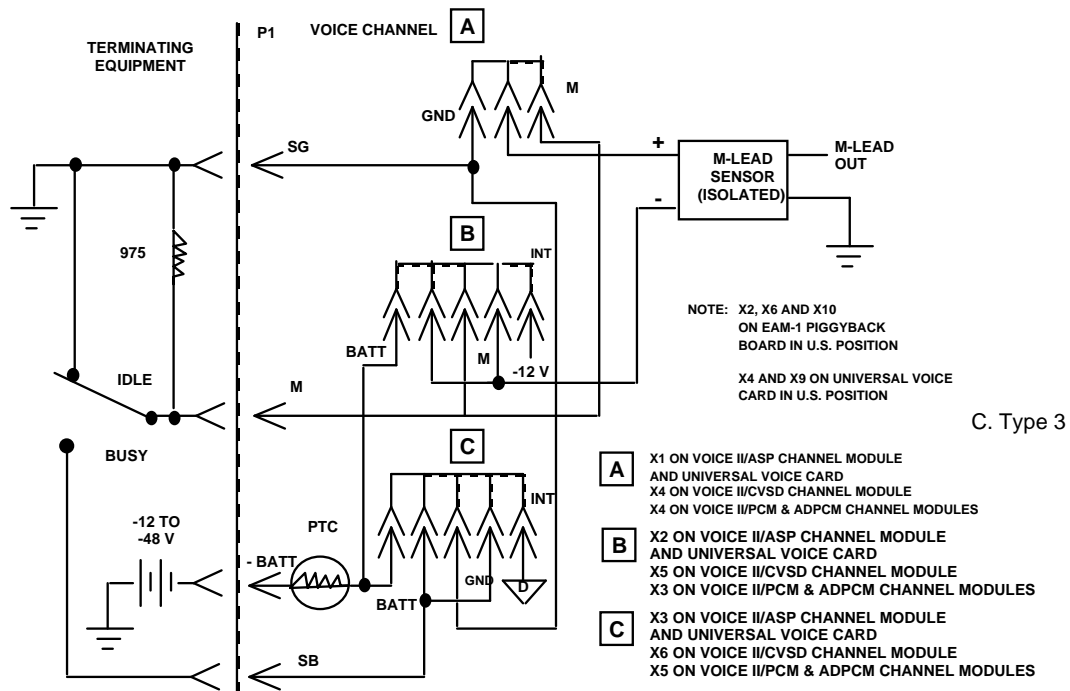 TERMINATING
EQUIPMENT
P1
VOICE CHANNEL
A
M
GND
SG
+
-
M-LEAD
SENSOR
(ISOLATED)
M-LEAD
OUT
975
B
INT
BATT
M
-12 V
NOTE: X2, X6 AND X10
ON EAM-1 PIGGYBACK
BOARD IN U.S. POSITION
X4 AND X9 ON UNIVERSAL VOICE
CARD IN U.S. POSITION
IDLE
M
C. Type 3
BUSY
C
INT
-12 TO
-48 V
PTC
- BATT
BATT
GND
D
SB
A
X1 ON VOICE II/ASP CHANNEL MODULE
AND UNIVERSAL VOICE CARD
X4 ON VOICE II/CVSD CHANNEL MODULE
X4 ON VOICE II/PCM & ADPCM CHANNEL MODULES
B
X2 ON VOICE II/ASP CHANNEL MODULE
AND UNIVERSAL VOICE CARD
X5 ON VOICE II/CVSD CHANNEL MODULE
X3 ON VOICE II/PCM & ADPCM CHANNEL MODULES
C
X3 ON VOICE II/ASP CHANNEL MODULE
AND UNIVERSAL VOICE CARD
X6 ON VOICE II/CVSD CHANNEL MODULE
X5 ON VOICE II/PCM & ADPCM CHANNEL MODULES